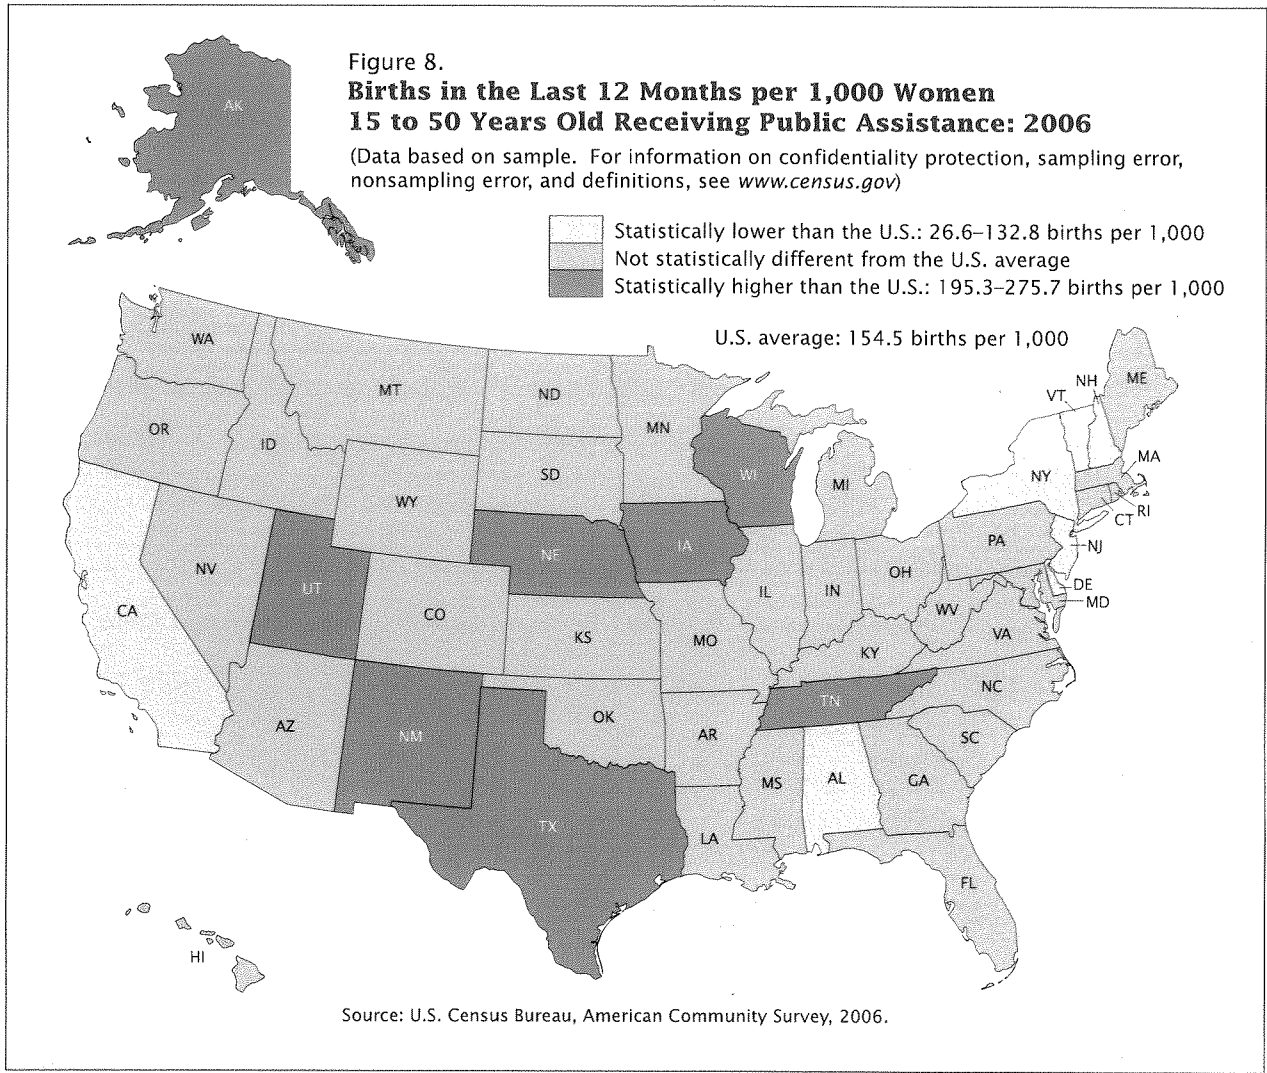 Figure 8.
Births in the Last 12 Months per 1,000 Women
15 to 50 Years Old Receiving Public Assistance: 2006
(Data based on sample. For information on confidentiality protection, sampling error,
nonsampling error, and definitions, see www.census.gov)
Statistically lower than the U.S.: 26.6–132.8 births per 1,000
Not statistically different from the U.S. average
Statistically higher than the U.S.: 195.3–275.7 births per 1,000
U.S. average: 154.5 births per 1,000
AK
WA
MT
ND
MN
OR
ID
SD
WI
MI
WY
NH
ME
VT
MA
NY
RI
CT
NV
UT
NE
IA
PA
NJ
CA
CO
IL
IN
OH
DE
MD
WV
KS
MO
KY
VA
AZ
NM
OK
TN
NC
AR
SC
MS
AL
GA
TX
LA
FL
HI
Source: U.S. Census Bureau, American Community Survey, 2006.